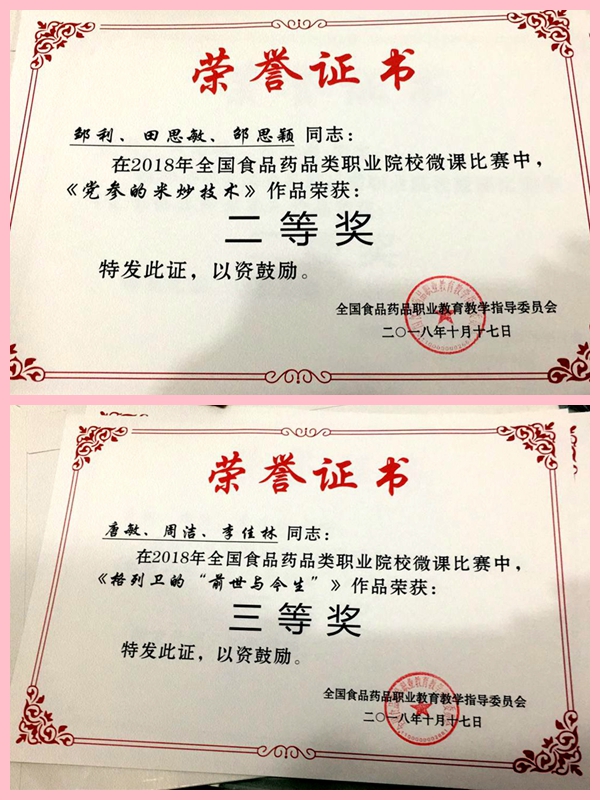 荣誉证书
邹利、田思敏、邹思颖 同志：
在2018年全国食品药品类职业院校微课比赛中，
《党参的米炒技术》作品荣获：
二等奖
特发此证，以资鼓励。
全国食品药品职业教育教学指导委员会
二〇一八年十月十七日
荣誉证书
唐敏、周洁、李佳林 同志：
在2018年全国食品药品类职业院校微课比赛中，
《格列卫的“前世与今生”》作品荣获：
三等奖
特发此证，以资鼓励。
全国食品药品职业教育教学指导委员会
二〇一八年十月十七日